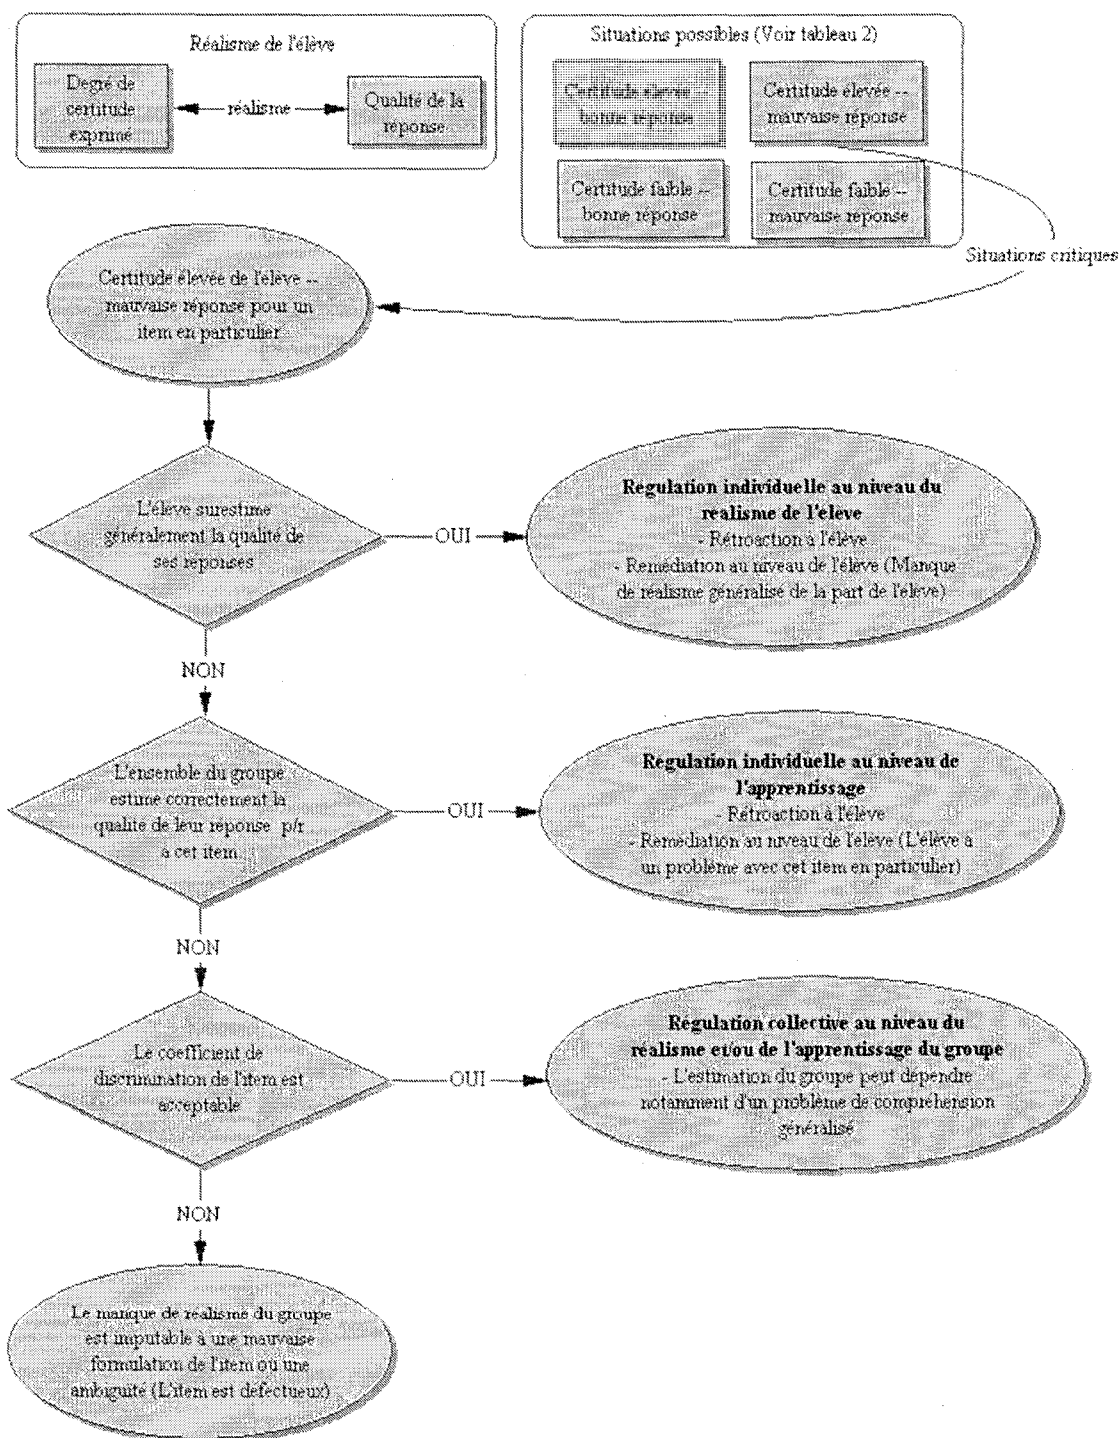 Réalisme de l'élève
Degré de
certitude
exprimé
réalisme
Qualité de la
réponse
Situations possibles (Voir tableau 2)
Certitude élevée --
bonne réponse
Certitude élevée --
mauvaise réponse
Certitude faible --
bonne réponse
Certitude faible --
mauvaise réponse
Situations critiques
Certitude élevée de l'élève --
mauvaise réponse pour un
item en particulier
L'élève surestime
généralement la qualité de
ses réponses
OUI
Régulation individuelle au niveau du
réalisme de l'élève
- Rétroaction à l'élève
- Remédiation au niveau de l'élève (Manque
de réalisme généralisé de la part de l'élève)
NON
L'ensemble du groupe
estime correctement la
qualité de leur réponse p/r
à cet item
OUI
Régulation individuelle au niveau de
l'apprentissage
- Rétroaction à l'élève
- Remédiation au niveau de l'élève (L'élève a
un problème avec cet item en particulier)
NON
Le coefficient de
discrimination de l'item est
acceptable
OUI
Régulation collective au niveau du
réalisme et/ou de l'apprentissage du groupe
- L'estimation du groupe peut dépendre
notamment d'un problème de compréhension
généralisé
NON
Le manque de réalisme du groupe
est imputable à une mauvaise
formulation de l'item ou une
ambiguïté (L'item est défectueux)